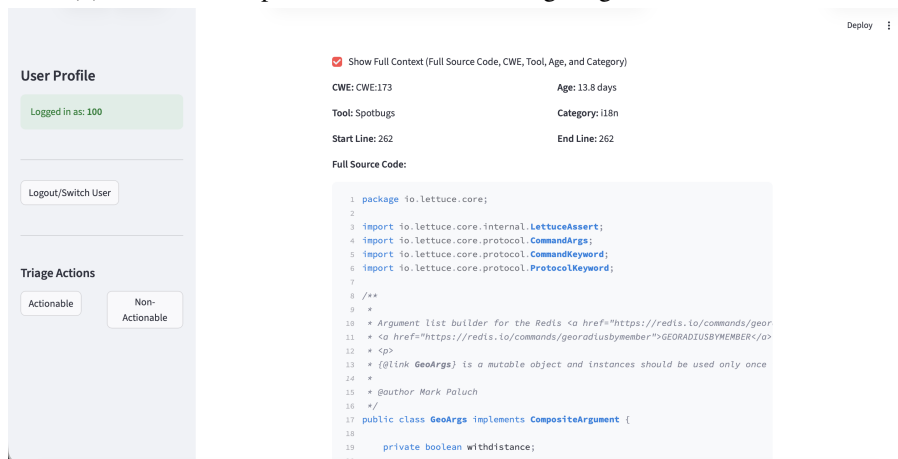 Deploy
User Profile
Logged in as: 100
Logout/Switch User
Triage Actions
Actionable
Non-
Actionable
Show Full Context (Full Source Code, CWE, Tool, Age, and Category)
CWE: CWE:173
Age: 13.8 days
Tool: Spotbugs
Category: i18n
Start Line: 262
End Line: 262
Full Source Code:
1 package io.lettuce.core;
2
3 import io.lettuce.core.internal.LettuceAssert;
4 import io.lettuce.core.protocol.CommandArgs;
5 import io.lettuce.core.protocol.CommandKeyword;
6 import io.lettuce.core.protocol.ProtocolKeyword;
7
8 /**
9 *
10 * Argument list builder for the Redis <a href="https://redis.io/commands/geor
11 * <a href="https://redis.io/commands/georadiusbymember">GEORADIUSBYMEMBER</a>
12 * <p>
13 * {@link GeoArgs} is a mutable object and instances should be used only once
14 *
15 * @author Mark Paluch
16 */
17 public class GeoArgs implements CompositeArgument {
18
19 private boolean withdistance;